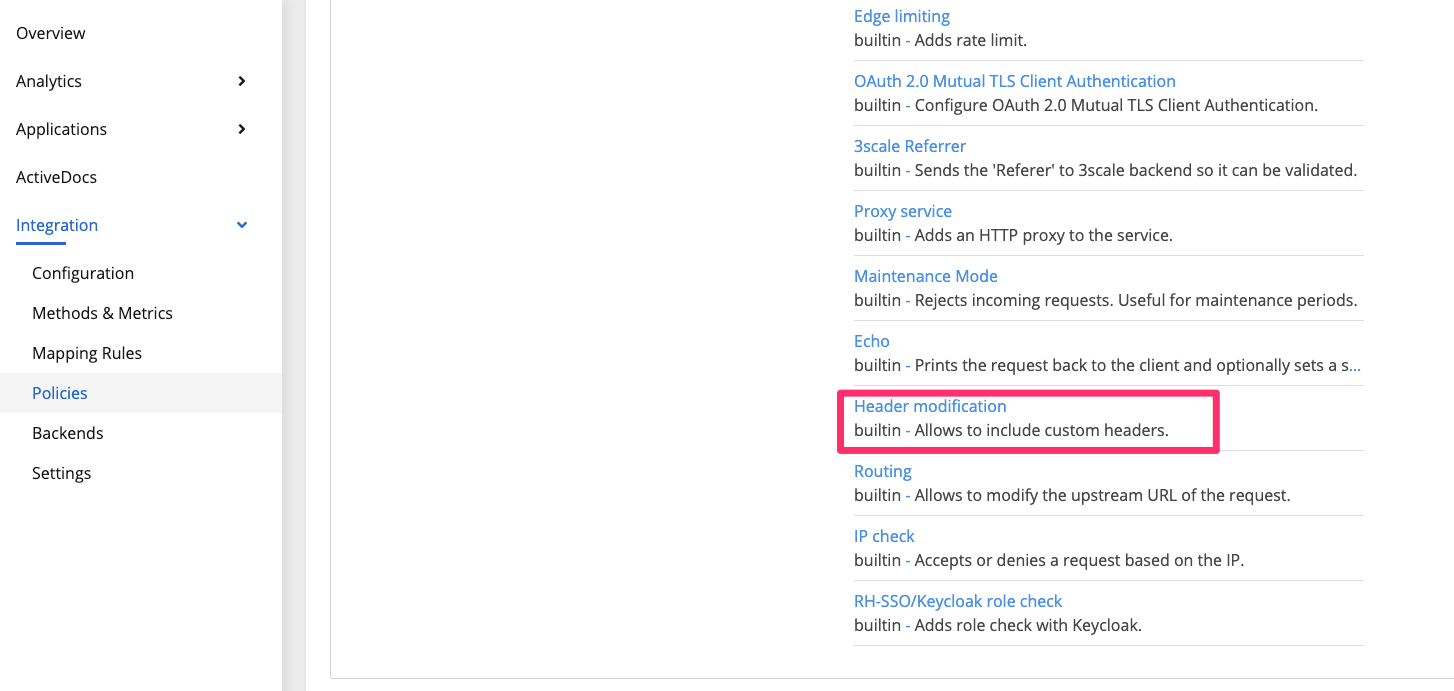 Overview
Analytics
Applications
ActiveDocs
Integration
Configuration
Methods & Metrics
Mapping Rules
Policies
Backends
Settings
Edge limiting
builtin - Adds rate limit.
OAuth 2.0 Mutual TLS Client Authentication
builtin - Configure OAuth 2.0 Mutual TLS Client Authentication.
3scale Referrer
builtin - Sends the 'Referer' to 3scale backend so it can be validated.
Proxy service
builtin - Adds an HTTP proxy to the service.
Maintenance Mode
builtin - Rejects incoming requests. Useful for maintenance periods.
Echo
builtin - Prints the request back to the client and optionally sets a s...
Header modification
builtin - Allows to include custom headers.
Routing
builtin - Allows to modify the upstream URL of the request.
IP check
builtin - Accepts or denies a request based on the IP.
RH-SSO/Keycloak role check
builtin - Adds role check with Keycloak.